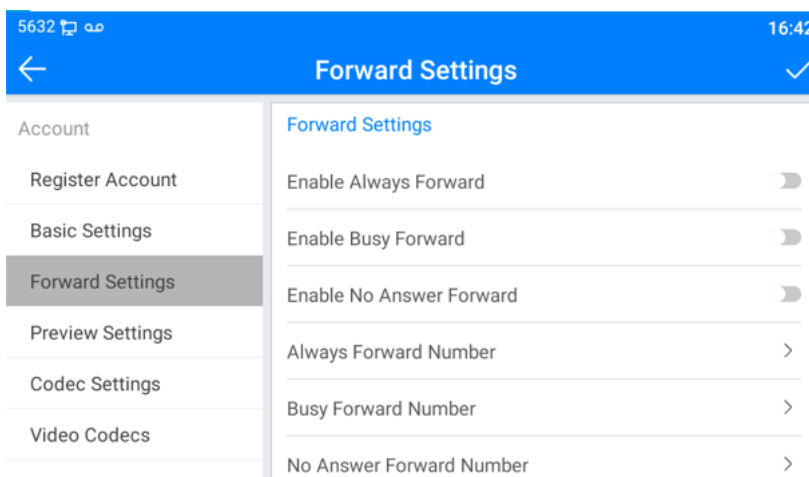 5632
16:42
Forward Settings
Account
Register Account
Basic Settings
Forward Settings
Preview Settings
Codec Settings
Video Codecs
Forward Settings
Enable Always Forward
Enable Busy Forward
Enable No Answer Forward
Always Forward Number
Busy Forward Number
No Answer Forward Number